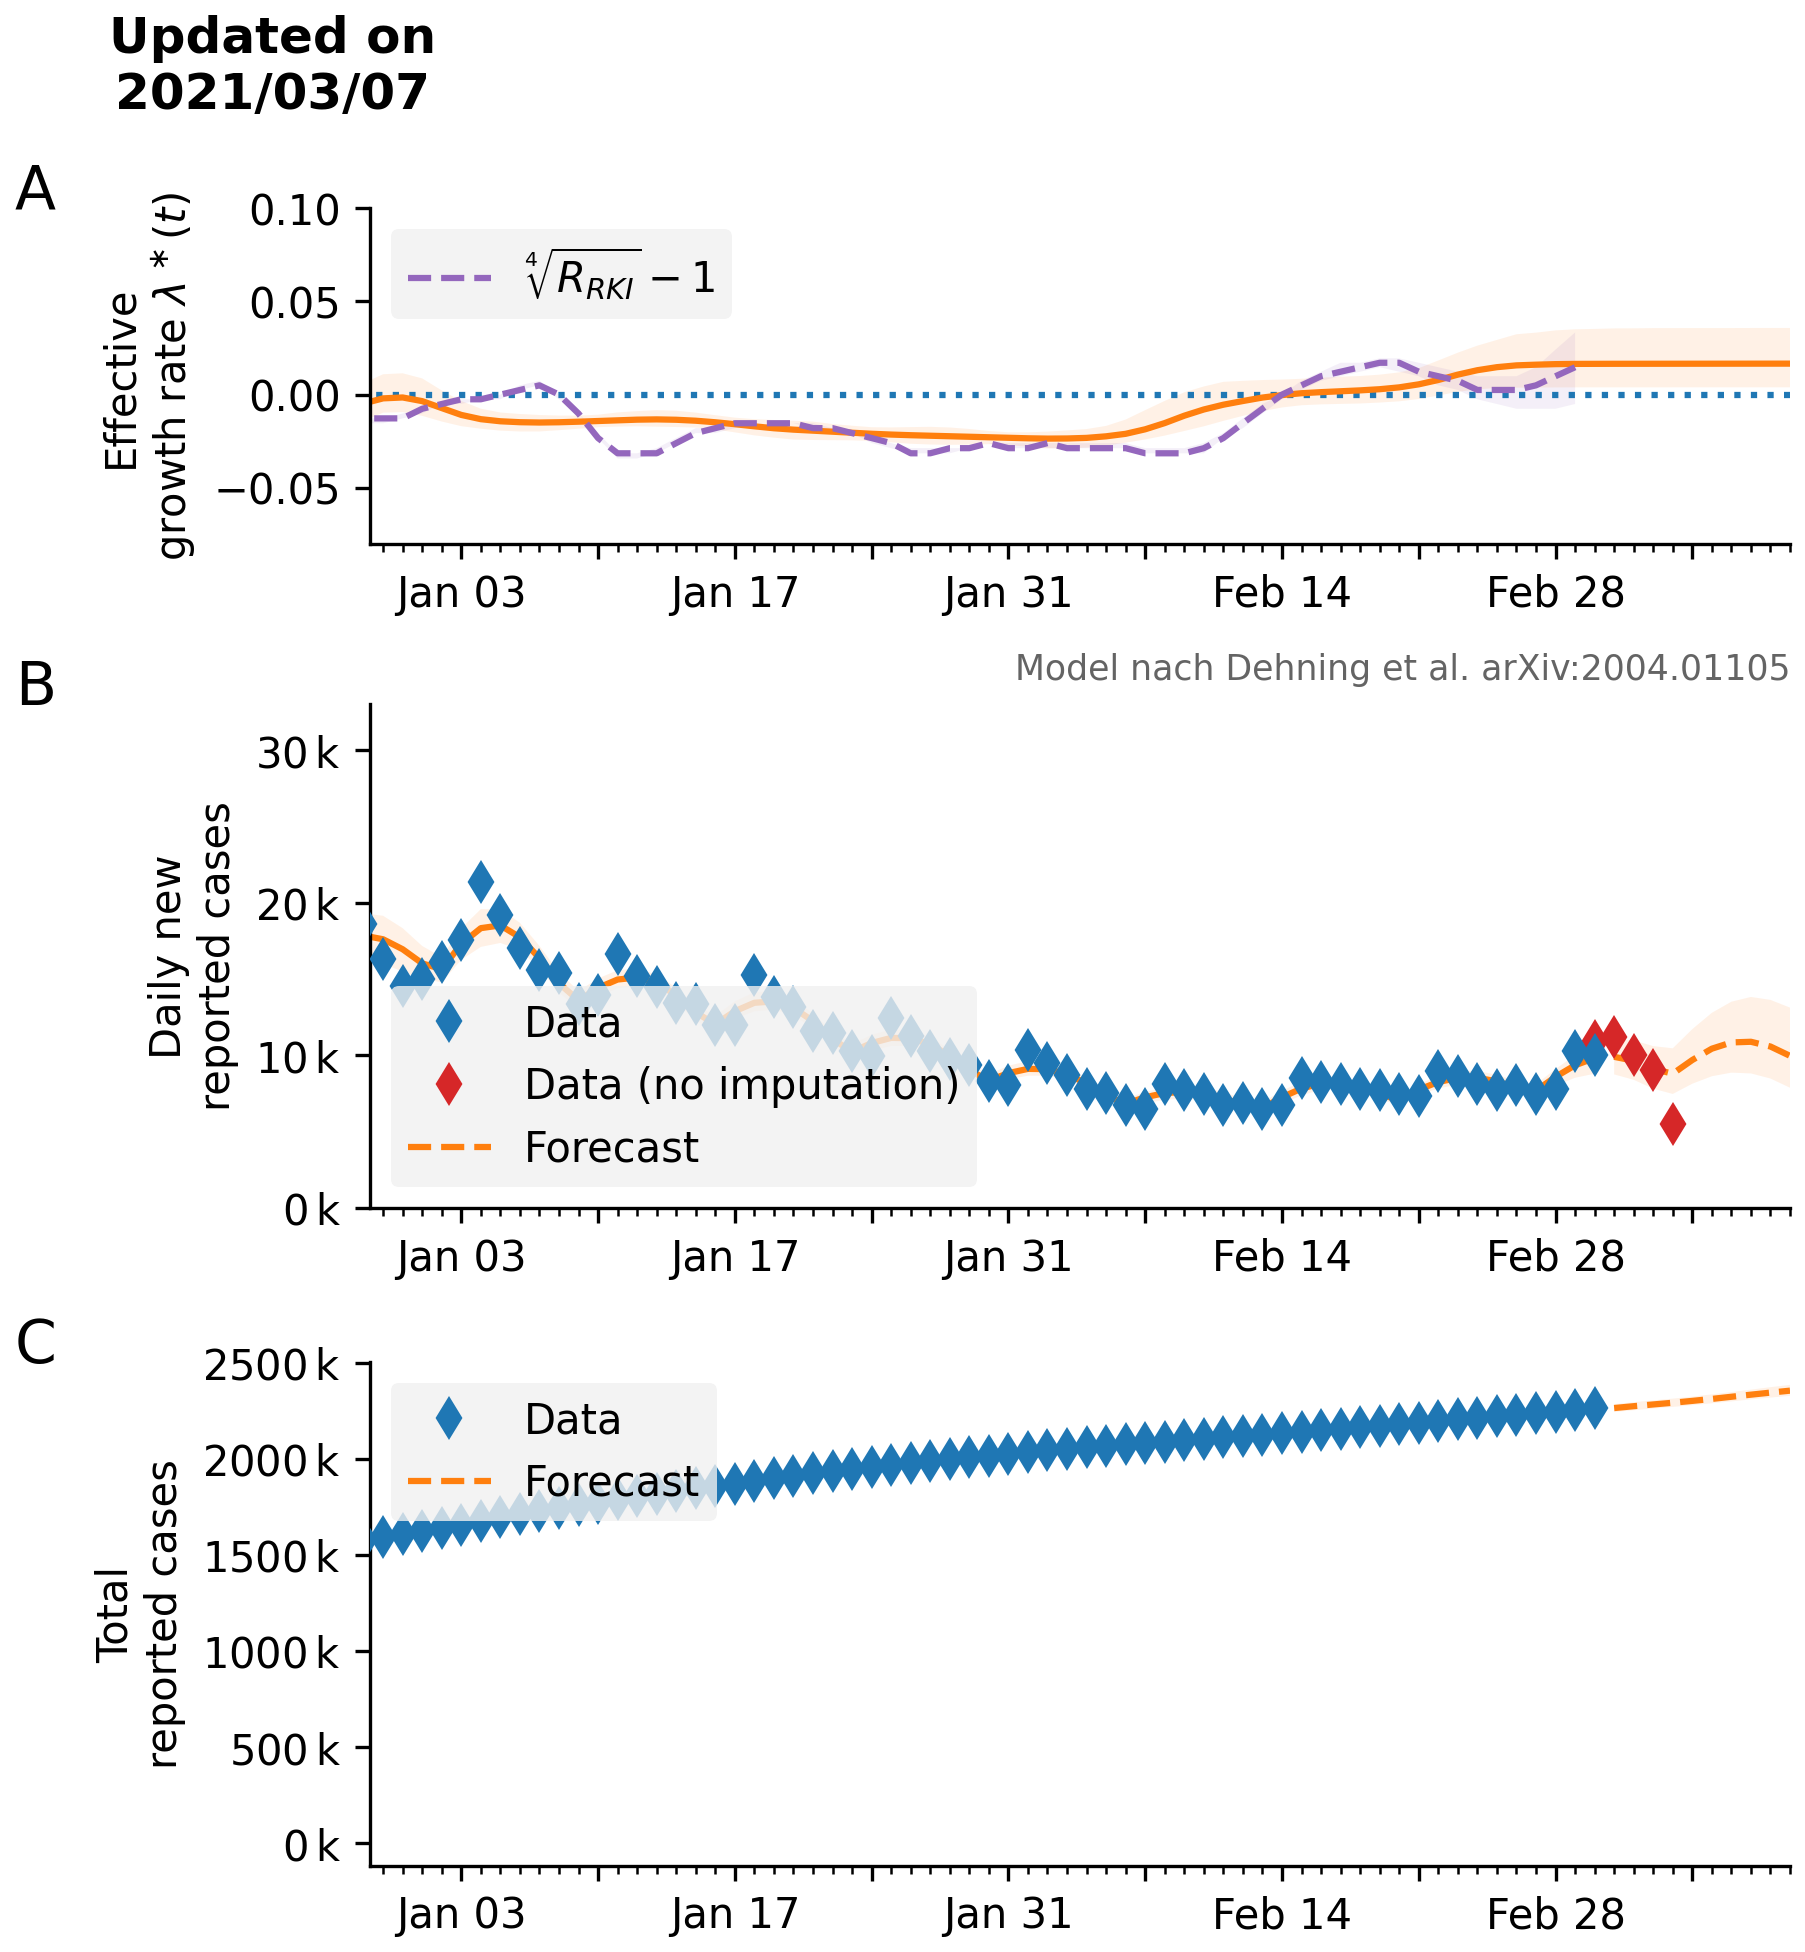 Updated on
2021/03/07
A
Effective
growth rate λ * (t)
0.10
0.05
0.00
−0.05
∜R_RKI − 1
Jan 03 Jan 17 Jan 31 Feb 14 Feb 28
Model nach Dehning et al. arXiv:2004.01105
B
Daily new
reported cases
30 k
20 k
10 k
0 k
Data
Data (no imputation)
Forecast
Jan 03 Jan 17 Jan 31 Feb 14 Feb 28
C
Total
reported cases
2500 k
2000 k
1500 k
1000 k
500 k
0 k
Data
Forecast
Jan 03 Jan 17 Jan 31 Feb 14 Feb 28